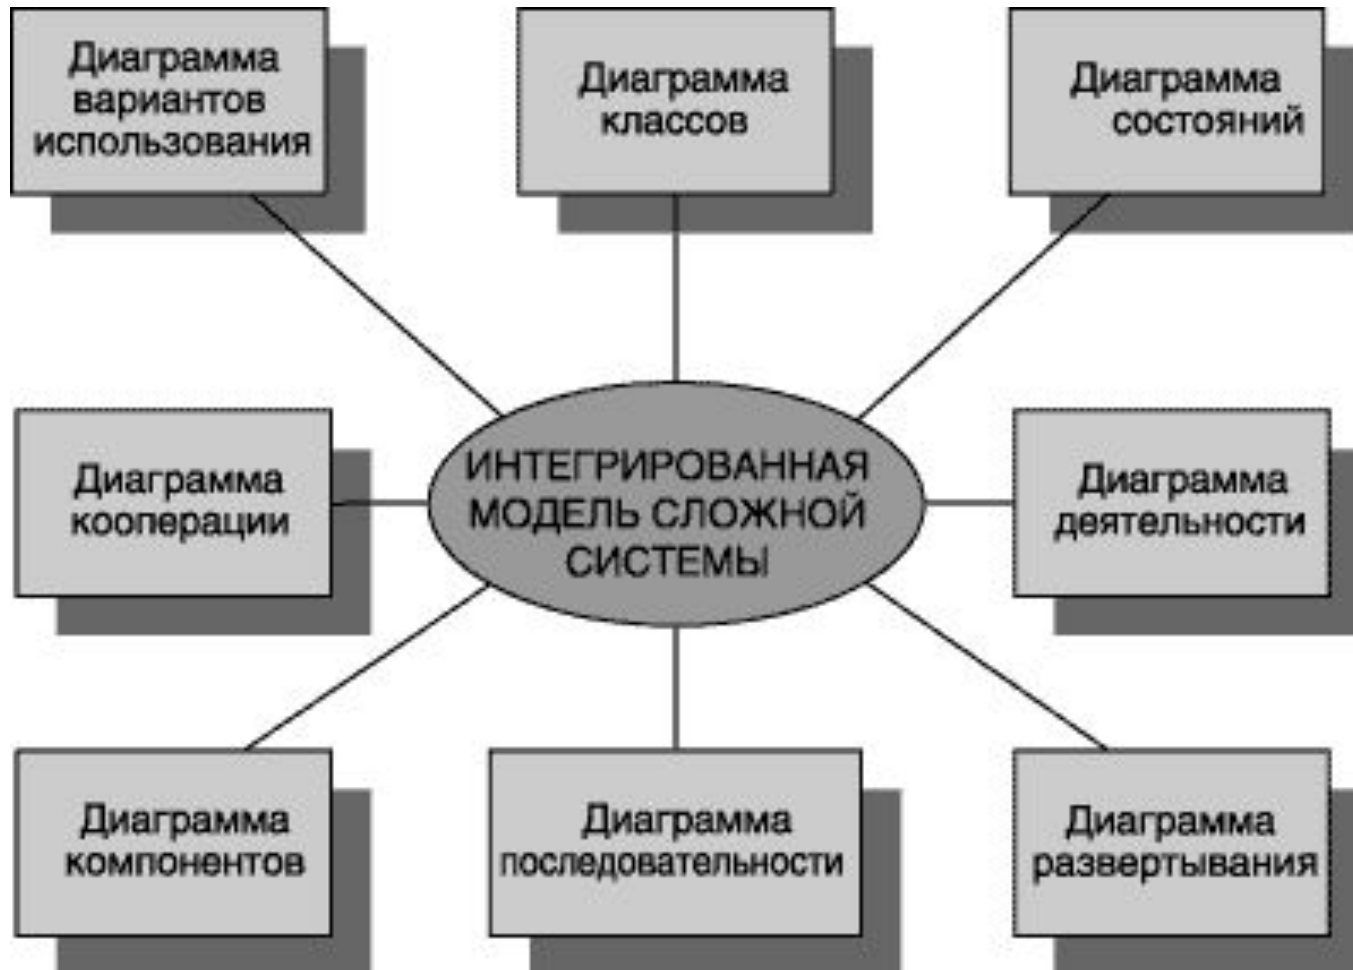 Диаграмма
вариантов
использования
Диаграмма
классов
Диаграмма
состояний
Диаграмма
кооперации
ИНТЕГРИРОВАННАЯ
МОДЕЛЬ СЛОЖНОЙ
СИСТЕМЫ
Диаграмма
деятельности
Диаграмма
компонентов
Диаграмма
последовательности
Диаграмма
развертывания